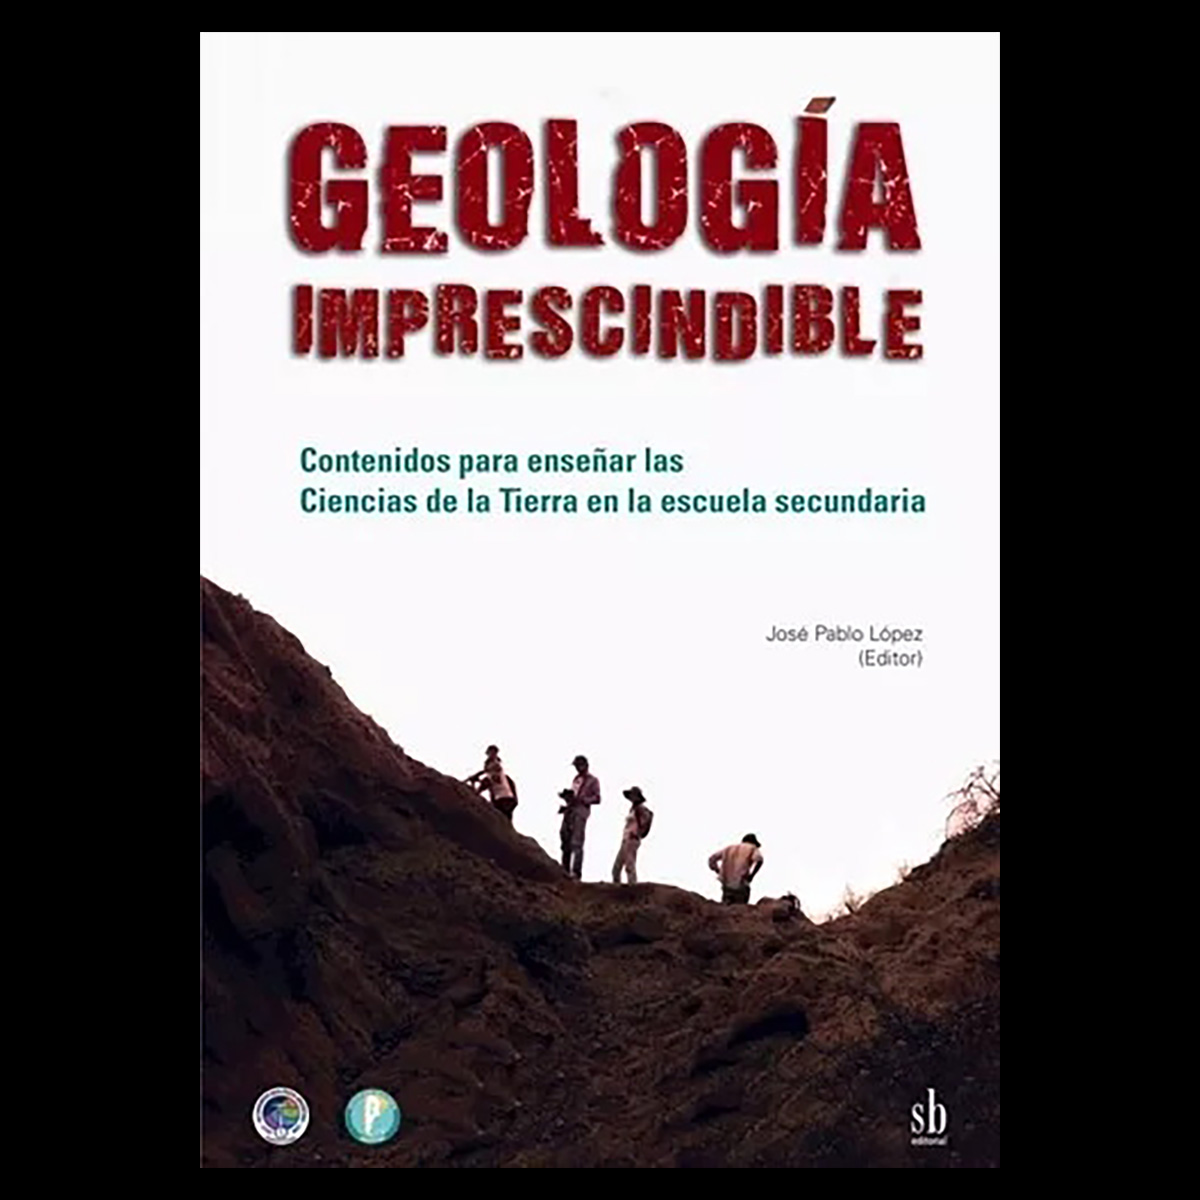 GEOLOGÍA
IMPRESCINDIBLE
Contenidos para enseñar las
Ciencias de la Tierra en la escuela secundaria
José Pablo López
(Editor)
sb
editorial